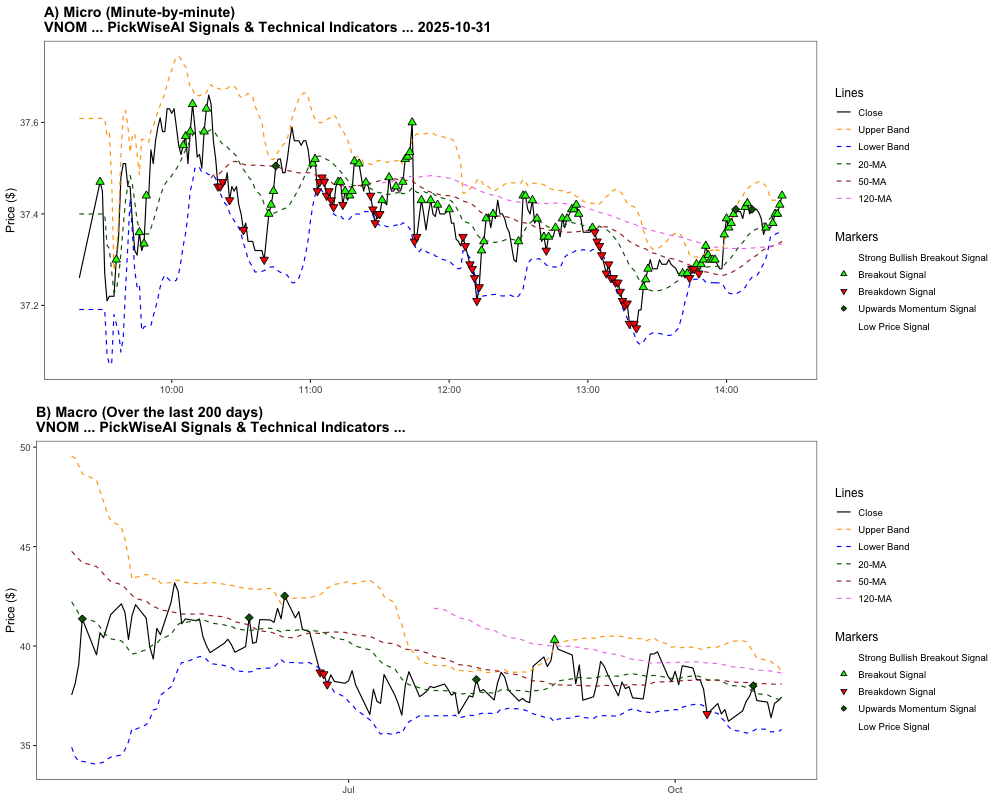 A) Micro (Minute-by-minute)
VNOM ... PickWiseAI Signals & Technical Indicators ... 2025-10-31
Price ($)
37.6
37.4
37.2
10:00
11:00
12:00
13:00
14:00
Lines
Close
Upper Band
Lower Band
20-MA
50-MA
120-MA
Markers
Strong Bullish Breakout Signal
Breakout Signal
Breakdown Signal
Upwards Momentum Signal
Low Price Signal
B) Macro (Over the last 200 days)
VNOM ... PickWiseAI Signals & Technical Indicators ...
Price ($)
50
45
40
35
Jul
Oct
Lines
Close
Upper Band
Lower Band
20-MA
50-MA
120-MA
Markers
Strong Bullish Breakout Signal
Breakout Signal
Breakdown Signal
Upwards Momentum Signal
Low Price Signal